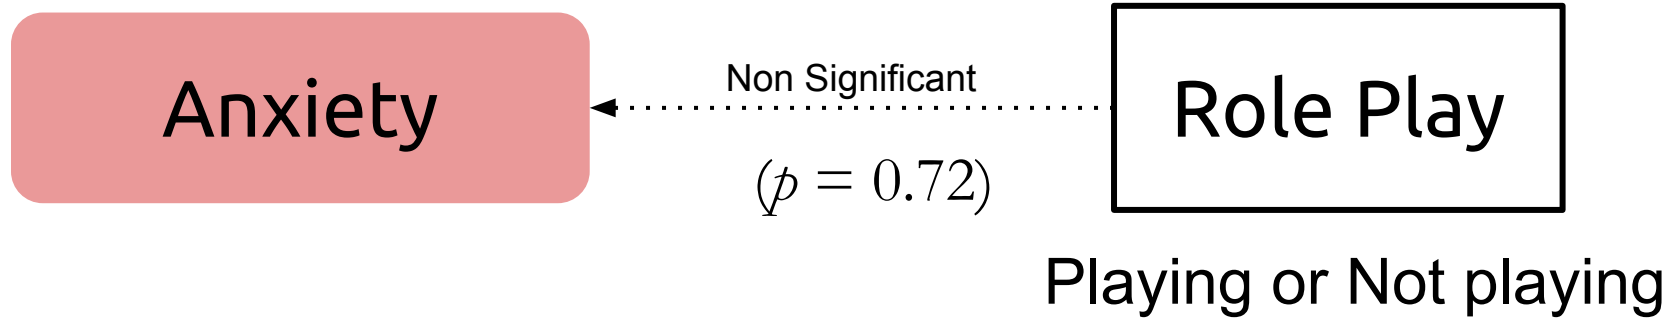 Anxiety
Non Significant
(p = 0.72)
Role Play
Playing or Not playing